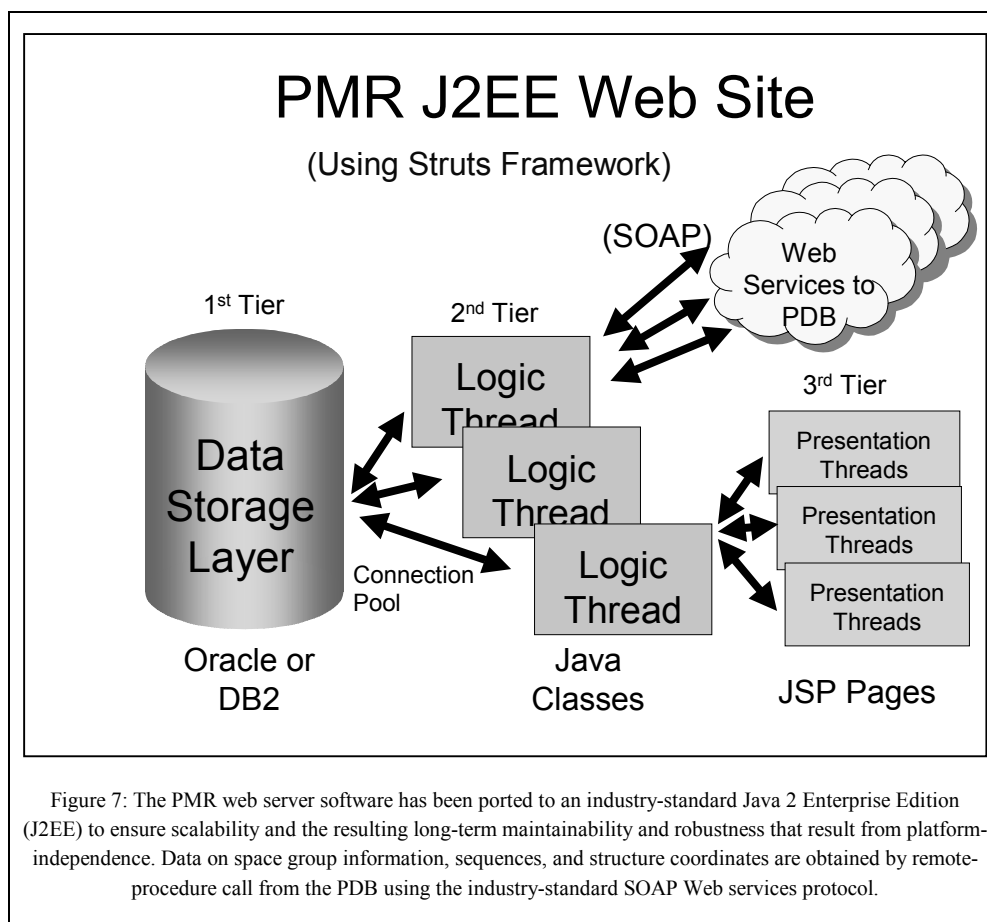 PMR J2EE Web Site
(Using Struts Framework)
(SOAP)
Web
Services to
PDB
1st Tier
2nd Tier
3rd Tier
Data
Storage
Layer
Logic
Thread
Logic
Thread
Logic
Thread
Presentation
Threads
Presentation
Threads
Presentation
Threads
Connection
Pool
Oracle or
DB2
Java
Classes
JSP Pages
Figure 7: The PMR web server software has been ported to an industry-standard Java 2 Enterprise Edition
(J2EE) to ensure scalability and the resulting long-term maintainability and robustness that result from platform-
independence. Data on space group information, sequences, and structure coordinates are obtained by remote-
procedure call from the PDB using the industry-standard SOAP Web services protocol.